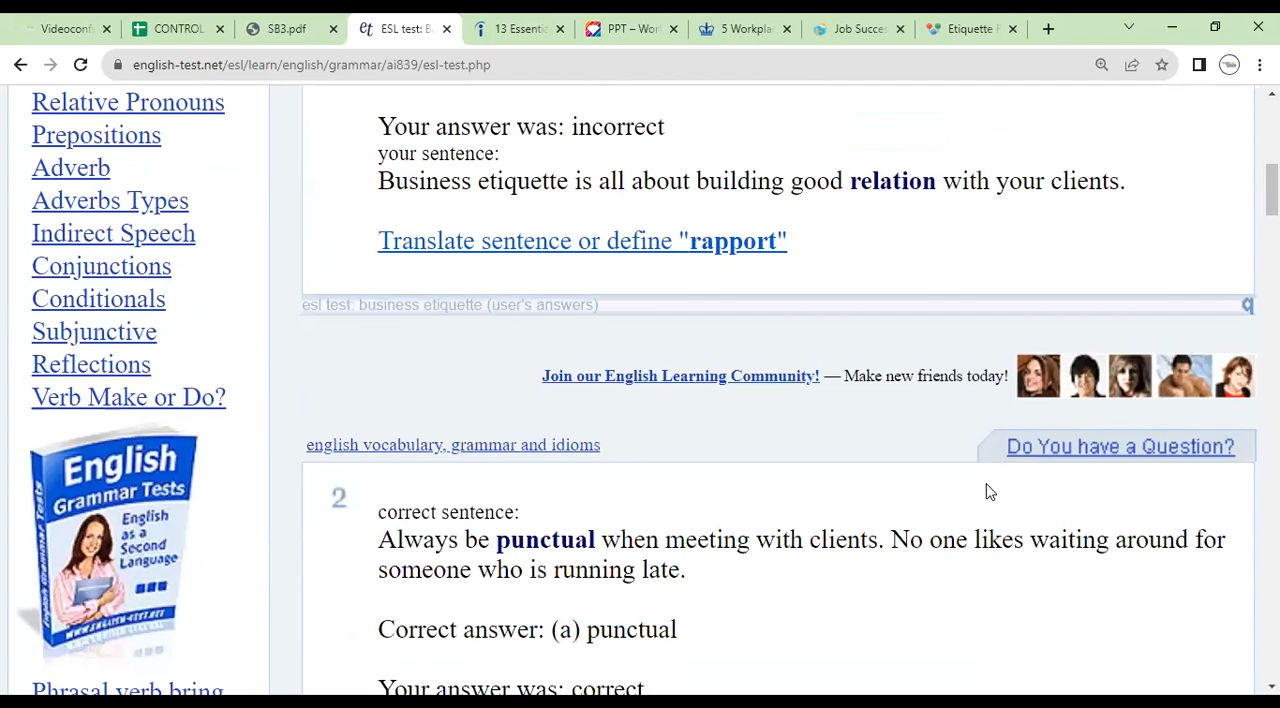 Videoconf
CONTROL
SB3.pdf
et ESL test: B
13 Essenti
PPT – Wor
5 Workpla
Job Succes
Etiquette
english-test.net/esl/learn/english/grammar/ai839/esl-test.php
Relative Pronouns
Prepositions
Adverb
Adverbs Types
Indirect Speech
Conjunctions
Conditionals
Subjunctive
Reflections
Verb Make or Do?
English
Grammar Tests
English
as a
Second
Language
WWW.ENGLISH-TEST.NET
Phrasal verb bring
Your answer was: incorrect
your sentence:
Business etiquette is all about building good relation with your clients.
Translate sentence or define "rapport"
esl test: business etiquette (user's answers)
Join our English Learning Community! — Make new friends today!
english vocabulary, grammar and idioms
Do You have a Question?
2
correct sentence:
Always be punctual when meeting with clients. No one likes waiting around for
someone who is running late.
Correct answer: (a) punctual
Your answer was: correct